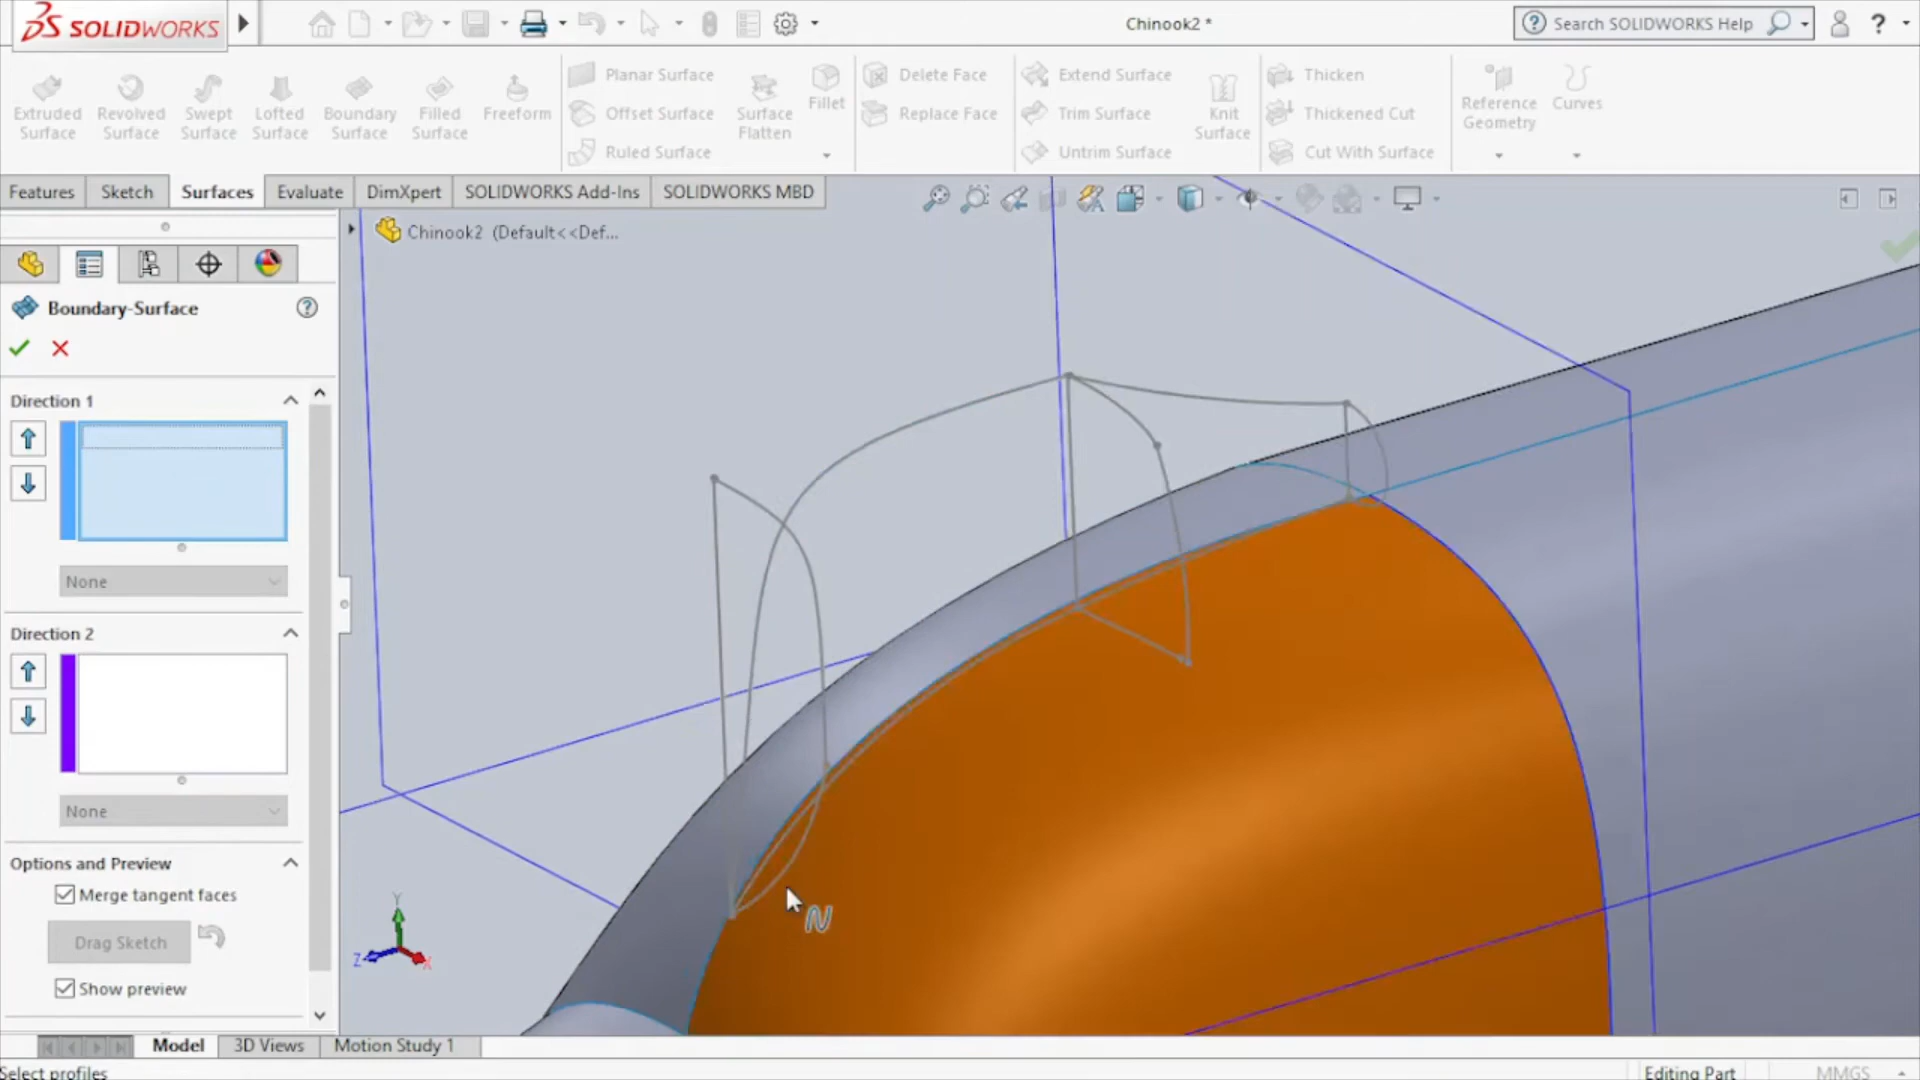 SOLIDWORKS
Chinook2 *
Search SOLIDWORKS Help
?
Extruded Surface
Revolved Surface
Swept Surface
Lofted Surface
Boundary Surface
Filled Surface
Freeform
Planar Surface
Offset Surface
Ruled Surface
Surface Flatten
Fillet
Delete Face
Replace Face
Extend Surface
Trim Surface
Untrim Surface
Knit Surface
Thicken
Thickened Cut
Cut With Surface
Reference Geometry
Curves
Features
Sketch
Surfaces
Evaluate
DimXpert
SOLIDWORKS Add-Ins
SOLIDWORKS MBD
Chinook2 (Default<<Def...
Boundary-Surface
?
Direction 1
None
Direction 2
None
Options and Preview
Merge tangent faces
Drag Sketch
Show preview
Y
Z
X
Model
3D Views
Motion Study 1
Select profiles
Editing Part
MMGS